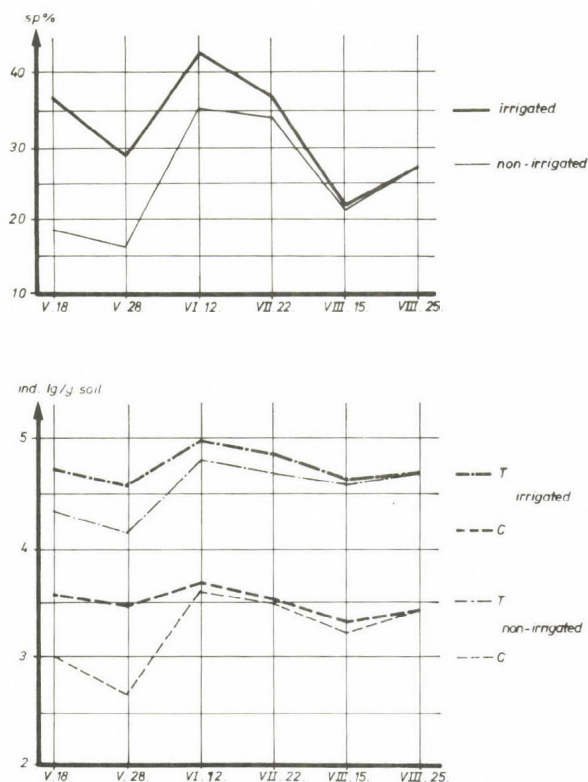 sp%
40
30
20
10
V. 18
V. 28
VI. 12.
VII. 22
VIII. 15.
VIII. 25.
irrigated
non-irrigated
ind. lg/g soil
5
4
3
2
V. 18
V. 28
VI. 12.
VII. 22.
VIII. 15.
VIII. 25.
T
irrigated
C
T
non-irrigated
C